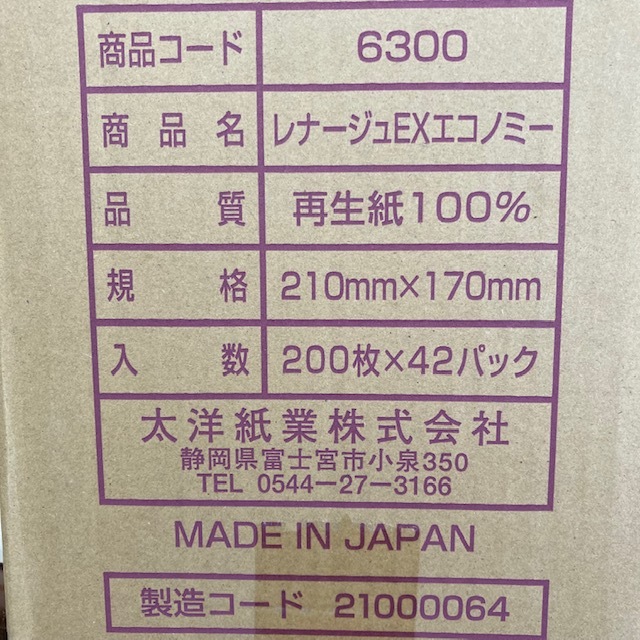 商品コード 6300
商品名 レナージュEXエコノミー
品質 再生紙100%
規格 210mm×170mm
入数 200枚×42パック
太洋紙業株式会社
静岡県富士宮市小泉350
TEL 0544-27-3166
MADE IN JAPAN
製造コード 21000064